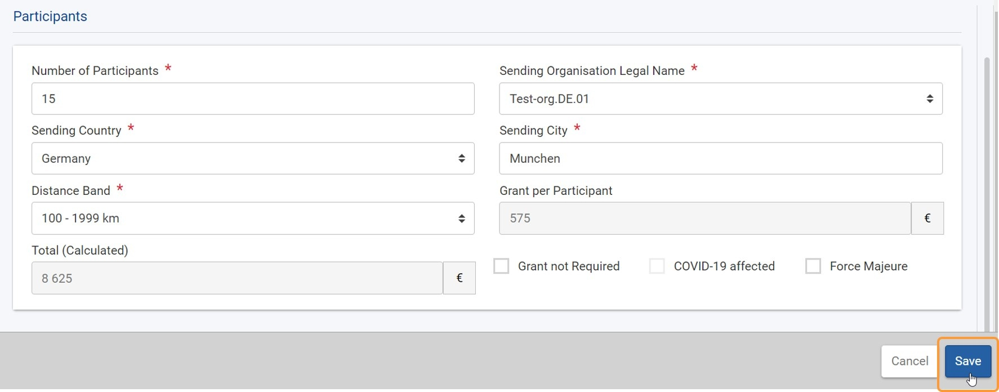 Participants
Number of Participants *
Sending Organisation Legal Name *
15
Test-org.DE.01
Sending Country *
Sending City *
Germany
Munchen
Distance Band *
Grant per Participant
100 - 1999 km
575 €
Total (Calculated)
8 625 €
Grant not Required
COVID-19 affected
Force Majeure
Cancel
Save